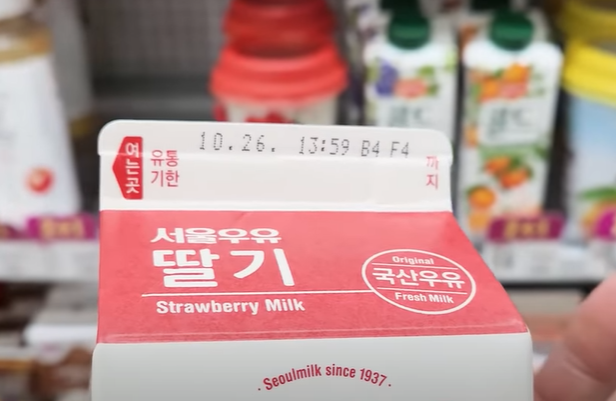 여는곳
유통
기한
10.26. 13:59 B4 F4
까
지
서울우유
딸기
Strawberry Milk
Original
국산우유
Fresh Milk
· Seoulmilk since 1937 ·